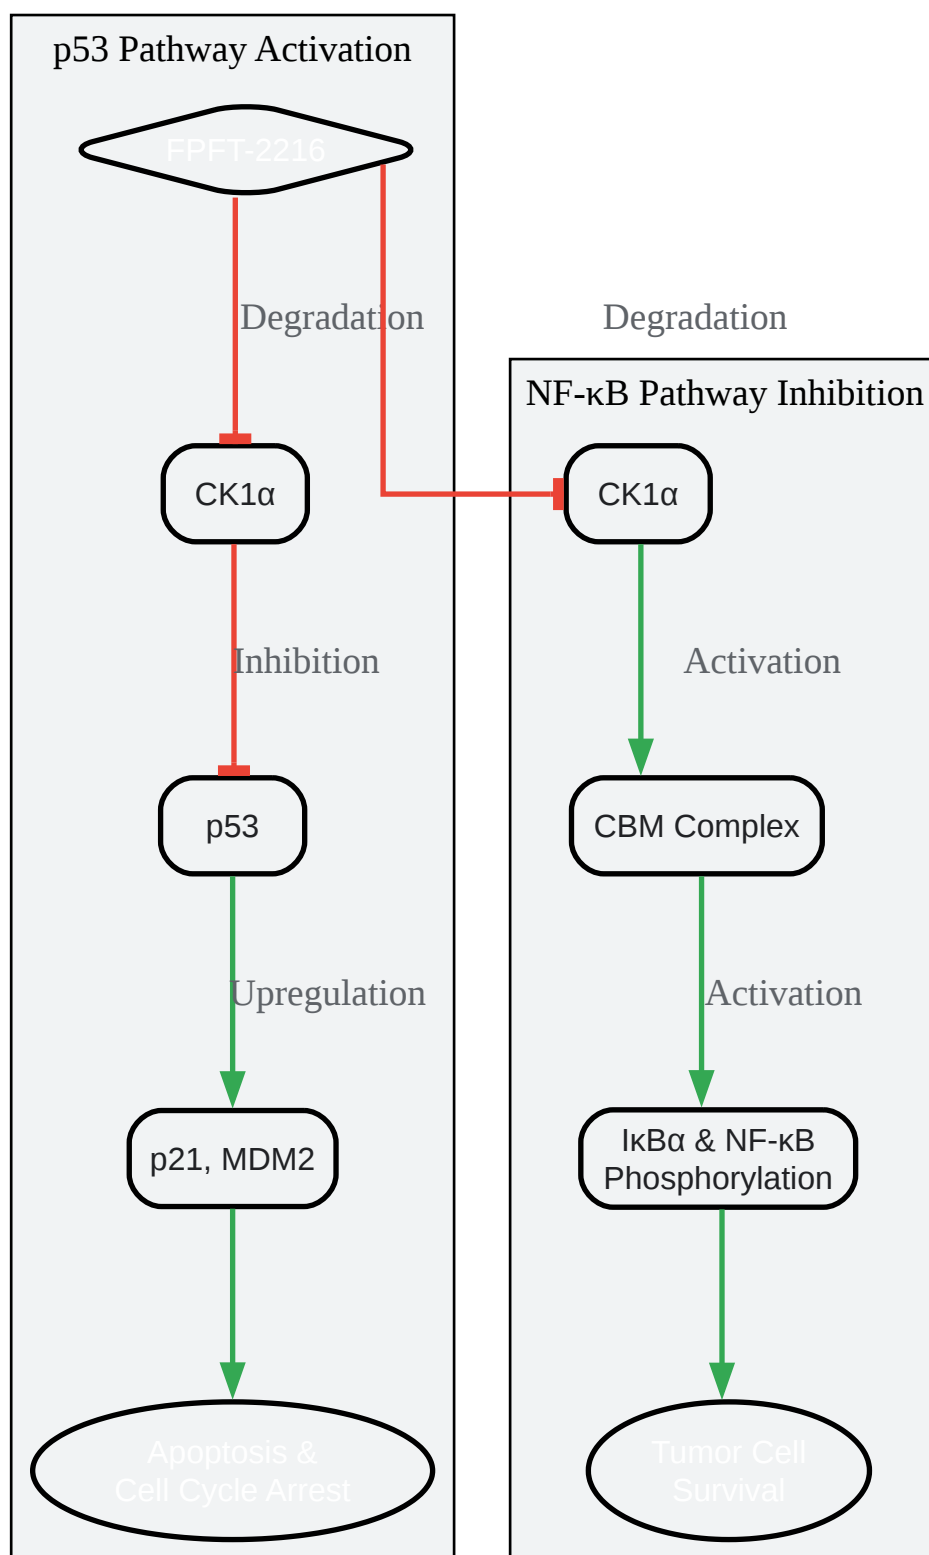 p53 Pathway Activation
FPFT-2216
Degradation
Degradation
NF-κB Pathway Inhibition
CK1α
CK1α
Inhibition
Activation
p53
CBM Complex
Upregulation
Activation
p21, MDM2
IκBα & NF-κB
Phosphorylation
Apoptosis &
Cell Cycle Arrest
Tumor Cell
Survival